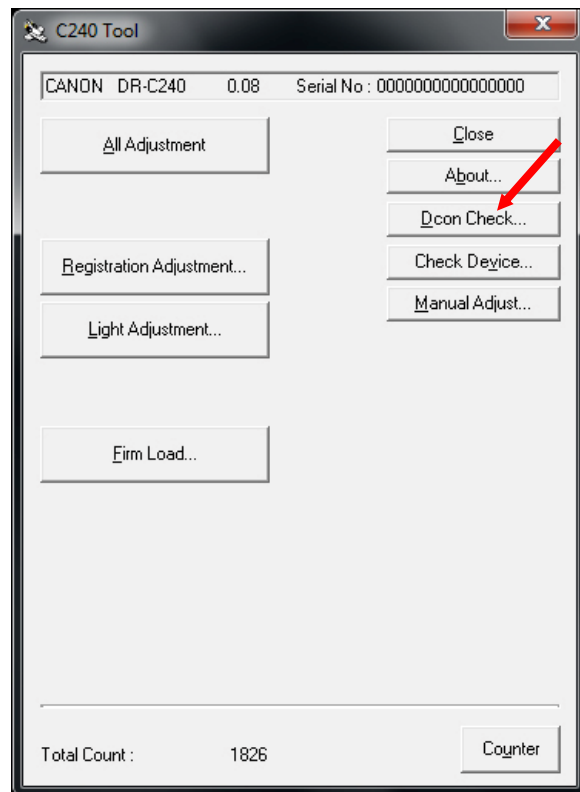 C240 Tool
CANON DR-C240 0.08 Serial No : 0000000000000000
All Adjustment
Close
About...
Dcon Check...
Registration Adjustment...
Check Device...
Light Adjustment...
Manual Adjust...
Firm Load...
Total Count : 1826
Counter